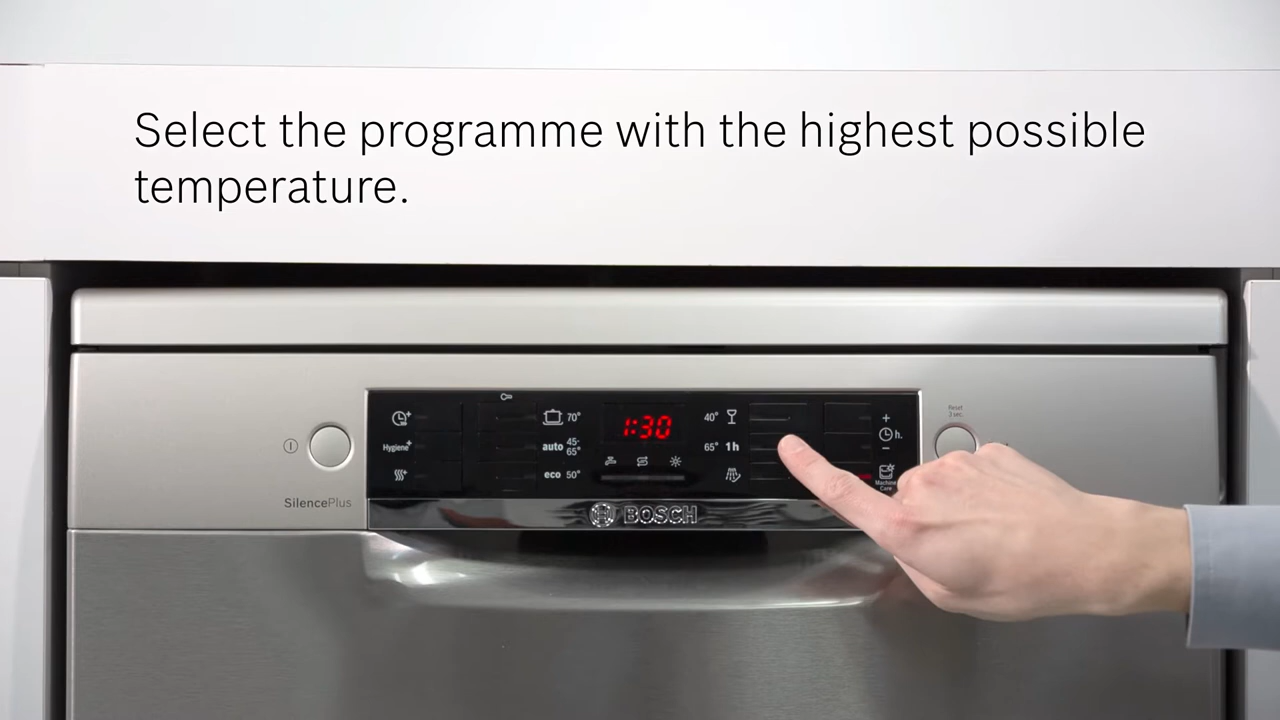 Select the programme with the highest possible
temperature.
Reset
3 sec.
70°
1:30
40°
+
h.
Hygiene+
auto 45-
65°
65° 1h
−
eco 50°
Machine
Care
SilencePlus
BOSCH